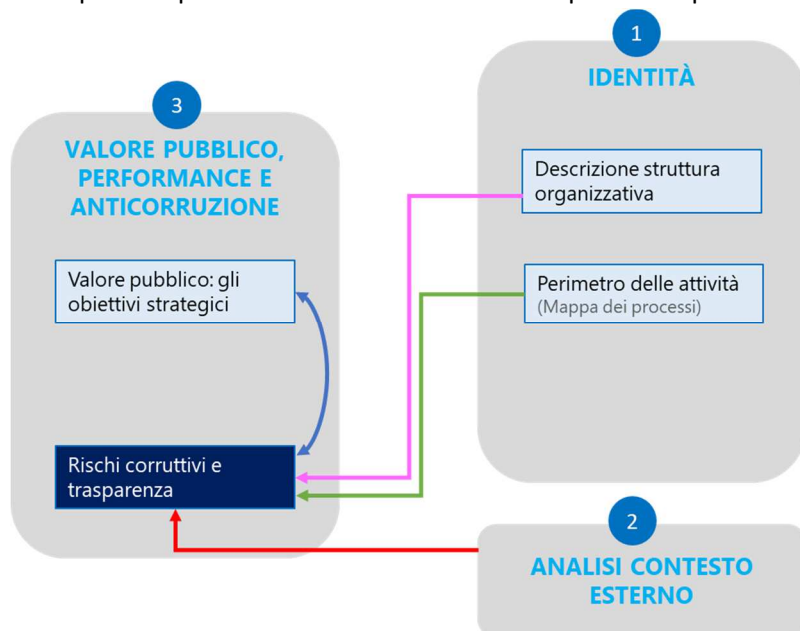 1
IDENTITÀ
Descrizione struttura
organizzativa
Perimetro delle attività
(Mappa dei processi)
2
ANALISI CONTESTO
ESTERNO
3
VALORE PUBBLICO,
PERFORMANCE E
ANTICORRUZIONE
Valore pubblico: gli
obiettivi strategici
Rischi corruttivi e
trasparenza